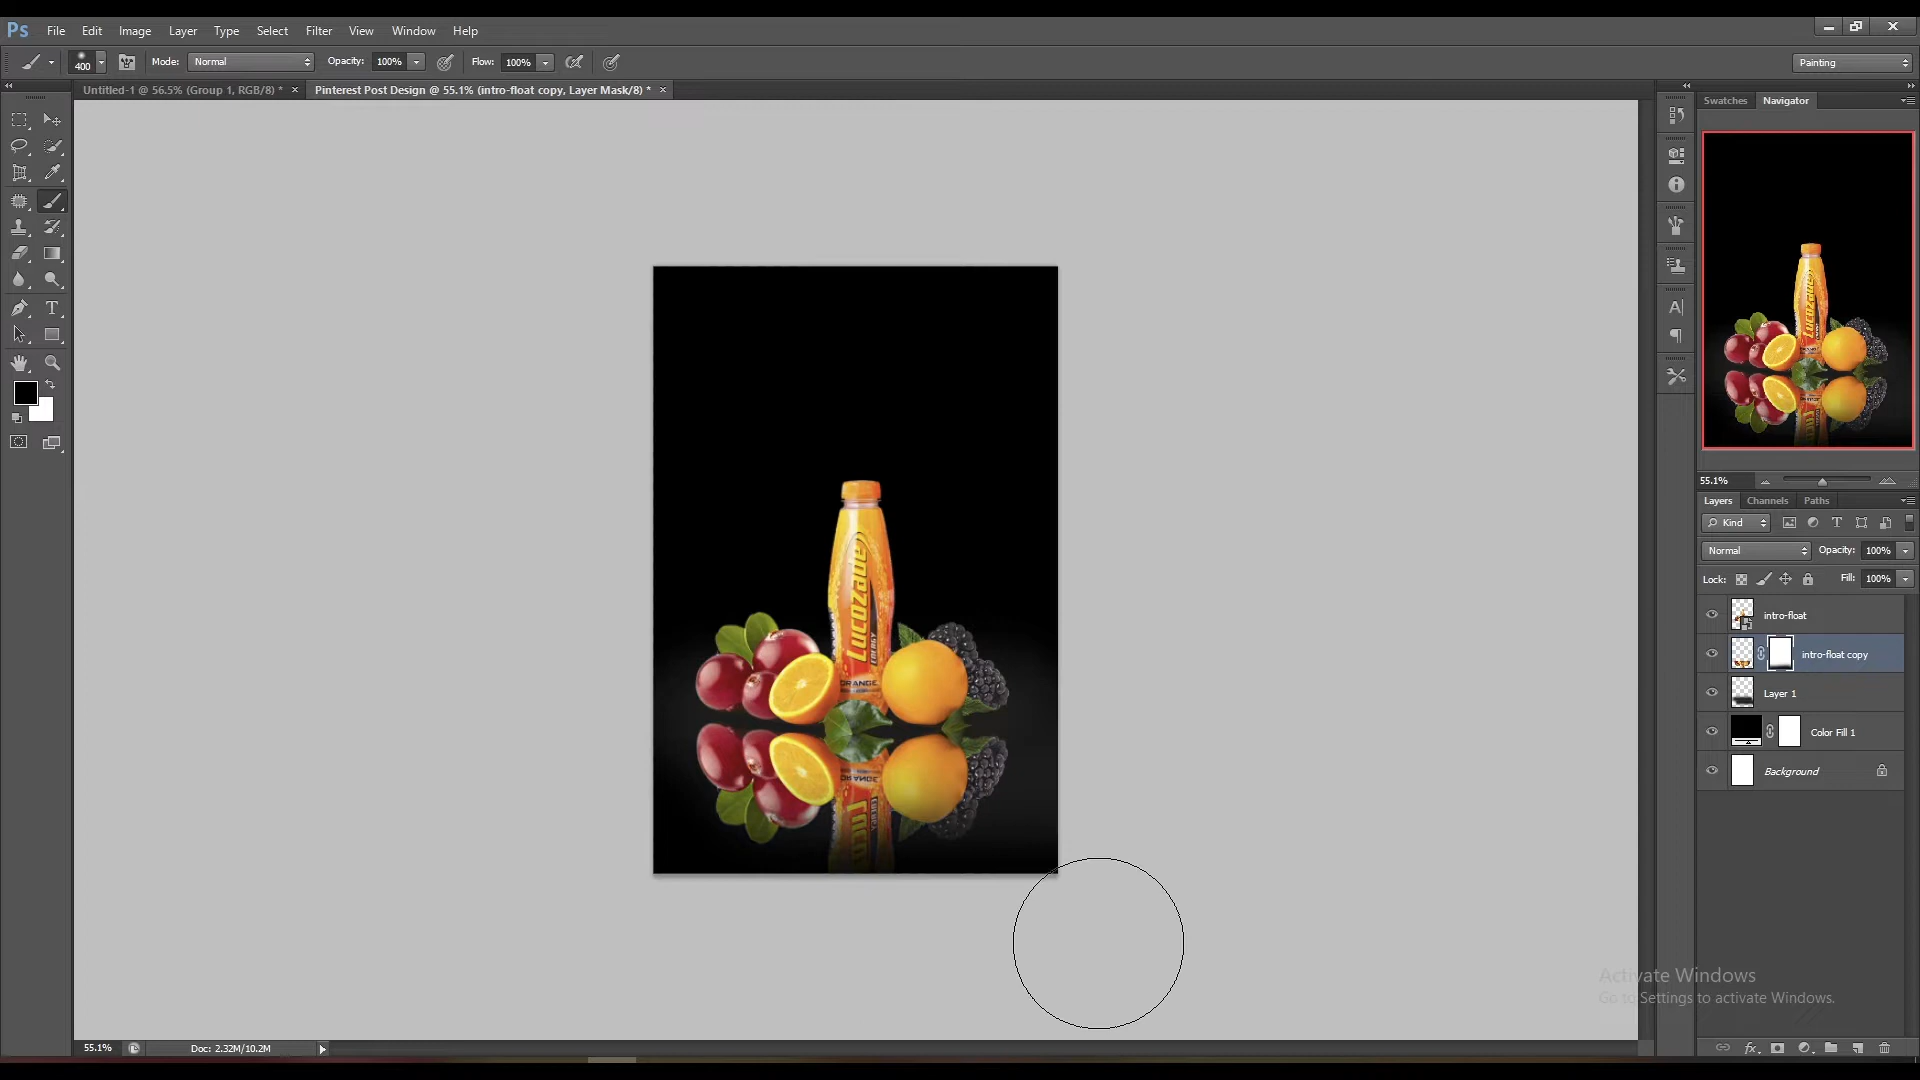 Ps File Edit Image Layer Type Select Filter View Window Help
400 Mode: Normal Opacity: 100% Flow: 100% Painting
Untitled-1 @ 56.5% (Group 1, RGB/8) * × Pinterest Post Design @ 55.1% (intro-float copy, Layer Mask/8) * ×
Swatches Navigator
Lucozade
ENERGY
ORANGE
55.1%
Layers Channels Paths
Kind
Normal Opacity: 100%
Lock: Fill: 100%
intro-float
intro-float copy
Layer 1
Color Fill 1
Background
Activate Windows
Go to Settings to activate Windows.
55.1% Doc: 2.32M/10.2M